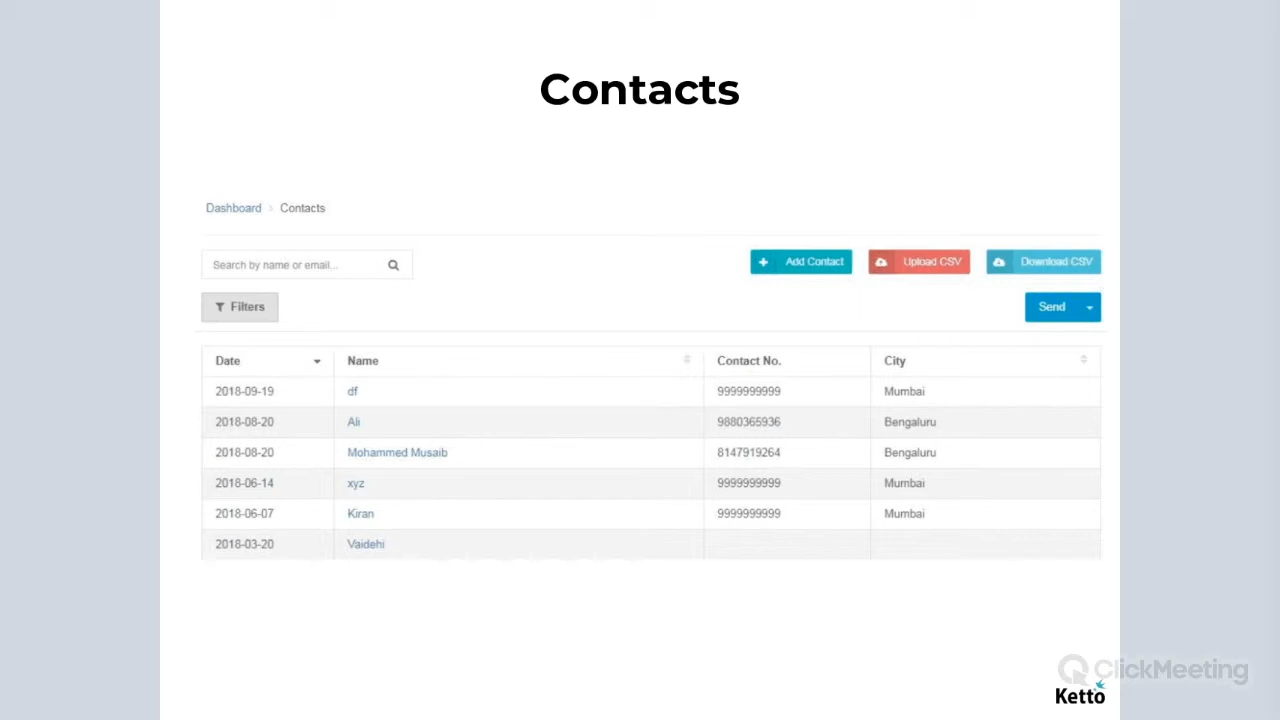 Contacts
Dashboard > Contacts
Search by name or email...
Add Contact
Upload CSV
Download CSV
Filters
Send
Date Name Contact No. City
2018-09-19 df 9999999999 Mumbai
2018-08-20 Ali 9880365936 Bengaluru
2018-08-20 Mohammed Musaib 8147919264 Bengaluru
2018-06-14 xyz 9999999999 Mumbai
2018-06-07 Kiran 9999999999 Mumbai
2018-03-20 Vaidehi
ClickMeeting
Ketto